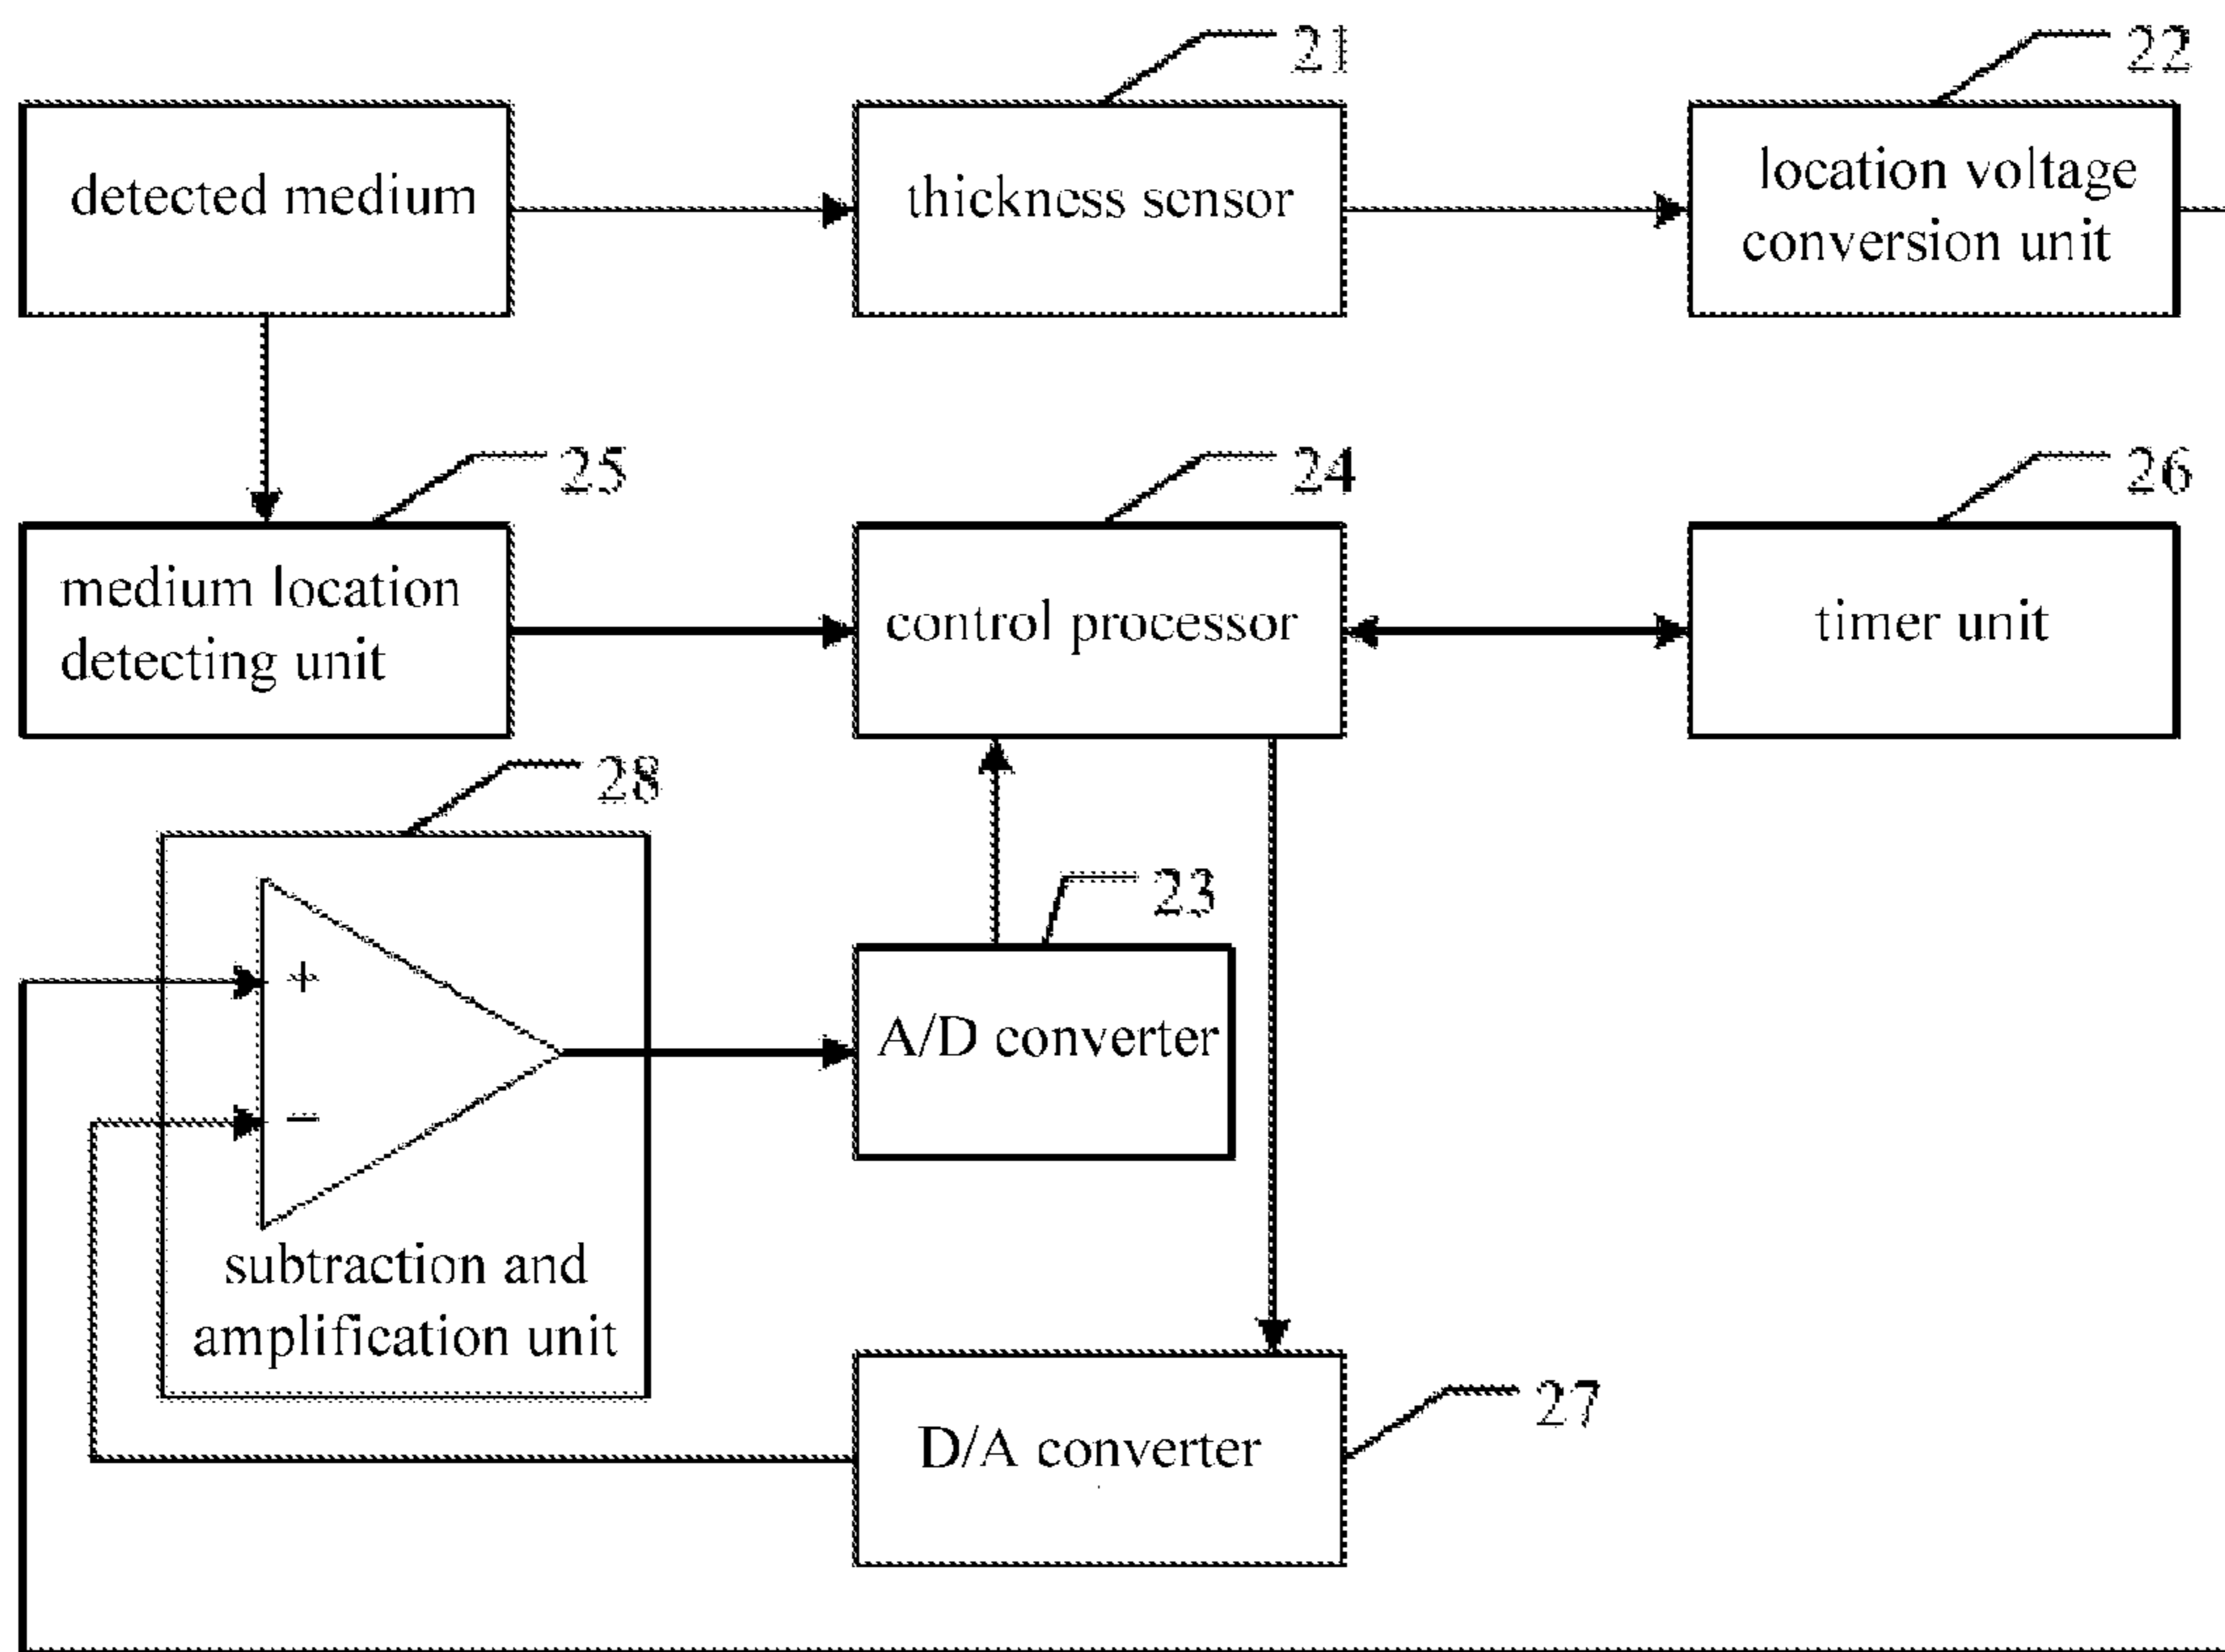 21
22
detected medium
thickness sensor
location voltage
conversion unit
25
24
26
medium location
detecting unit
control processor
timer unit
28
23
+
−
A/D converter
subtraction and
amplification unit
27
D/A converter